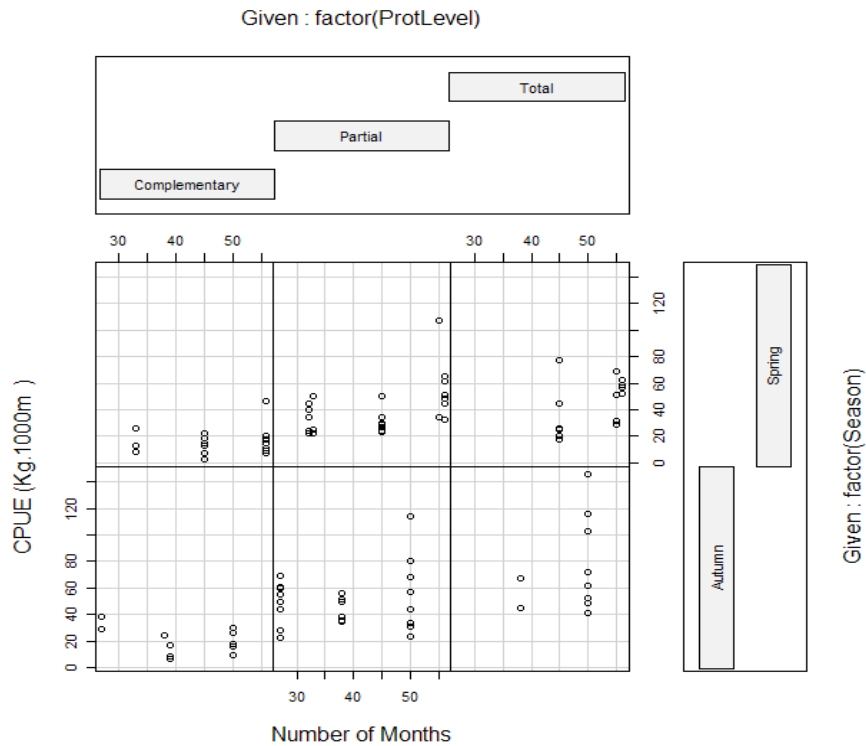 Given : factor(ProtLevel)
Total
Partial
Complementary
30 40 50 30 40 50
120
80
60
40
20
0
Spring
CPUE (Kg.1000m )
120
80
60
40
20
0
Autumn
Given : factor(Season)
30 40 50
Number of Months